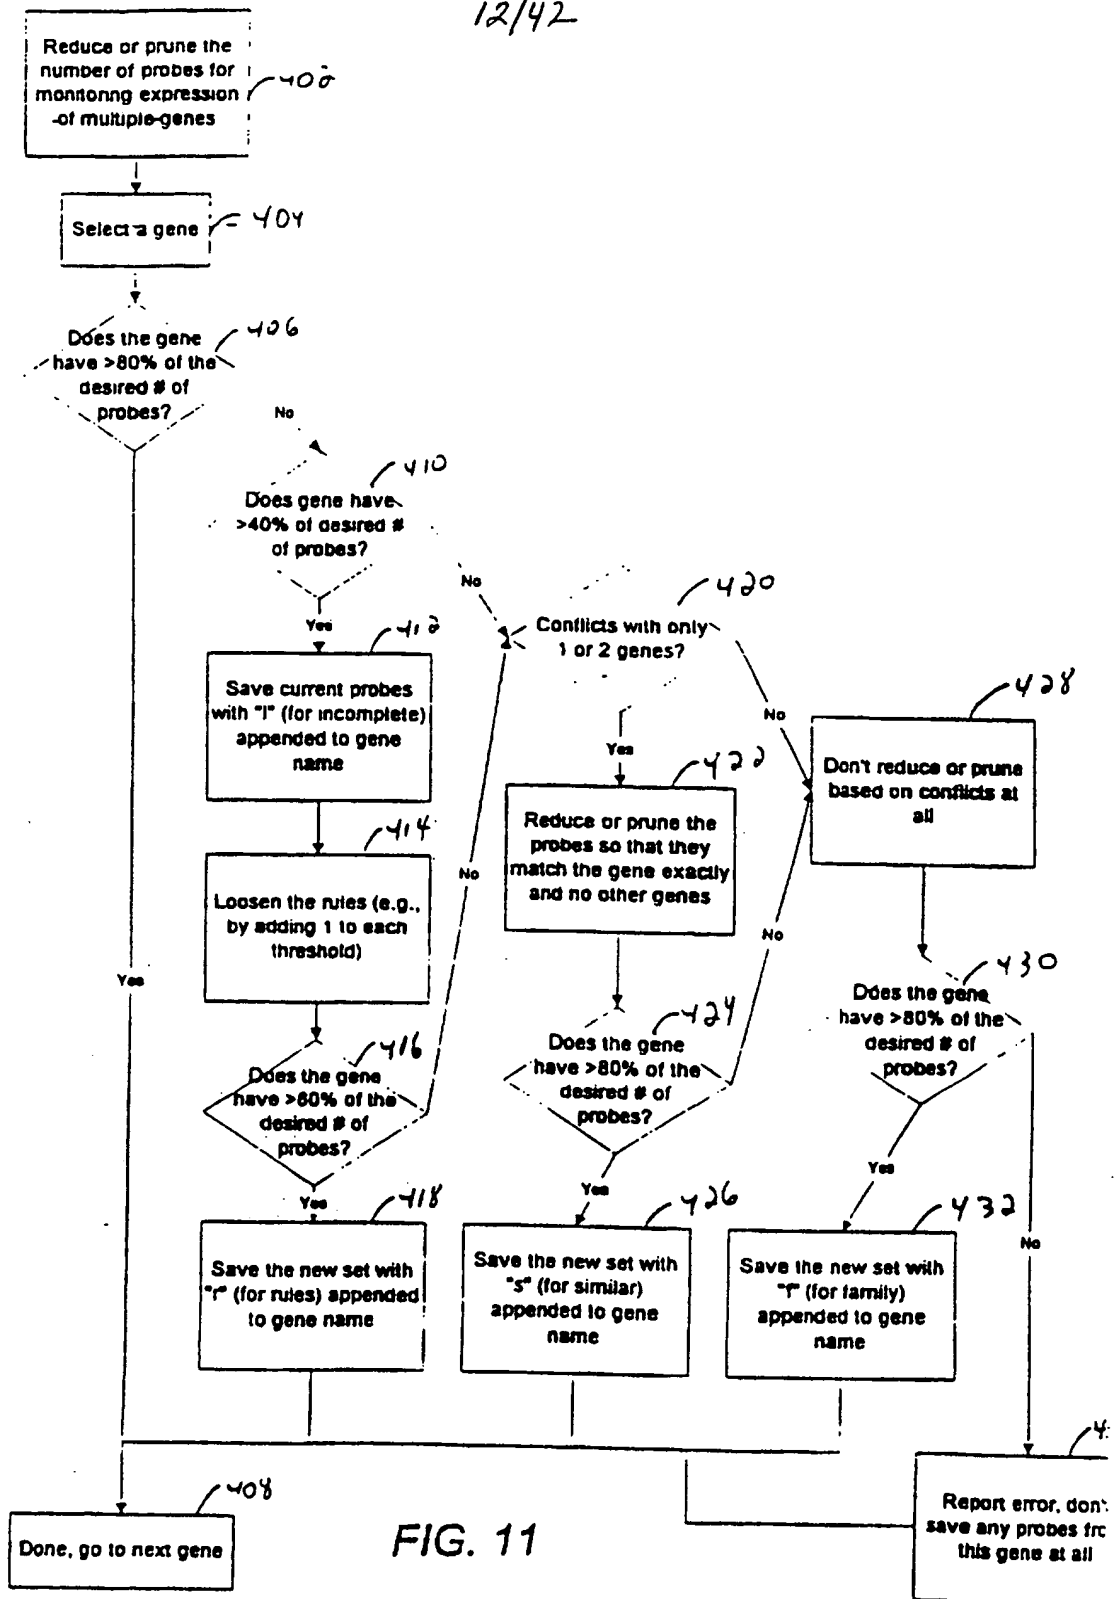 12/42
Reduce or prune the
number of probes for
monitoring expression
of multiple genes
402
Select a gene
404
Does the gene
have >80% of the
desired # of
probes?
406
No
410
Does gene have
>40% of desired #
of probes?
No
420
Conflicts with only
1 or 2 genes?
Yes
412
Save current probes
with "I" (for incomplete)
appended to gene
name
428
No
Don't reduce or prune
based on conflicts at
all
Yes
422
Reduce or prune the
probes so that they
match the gene exactly
and no other genes
414
Loosen the rules (e.g.,
by adding 1 to each
threshold)
No
No
Yes
430
Does the gene
have >80% of the
desired # of
probes?
424
Does the gene
have >80% of the
desired # of
probes?
416
Does the gene
have >80% of the
desired # of
probes?
Yes
Yes
Yes
418
Save the new set with
"r" (for rules) appended
to gene name
426
Save the new set with
"s" (for similar)
appended to gene
name
432
Save the new set with
"f" (for family)
appended to gene
name
No
408
Done, go to next gene
FIG. 11
Report error, don't
save any probes
this gene at all